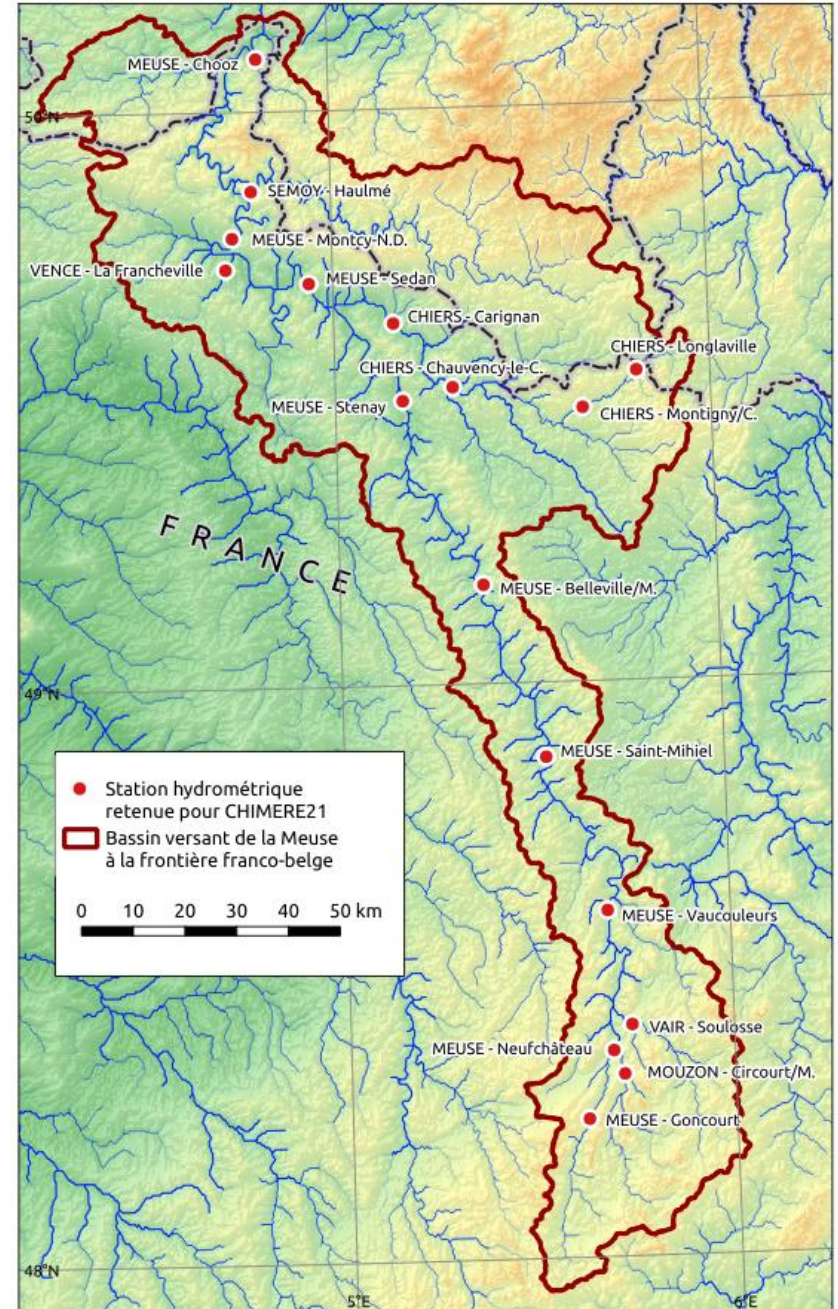 MEUSE - Chooz
50°N
SEMOY - Haulmé
MEUSE - Montcy-N.D.
VENCE - La Francheville
MEUSE - Sedan
CHIERS - Carignan
CHIERS - Longlaville
CHIERS - Chauvency-le-C.
MEUSE - Stenay
CHIERS - Montigny/C.
FRANCE
MEUSE - Belleville/M.
49°N
MEUSE - Saint-Mihiel
Station hydrométrique
retenue pour CHIMERE21
Bassin versant de la Meuse
à la frontière franco-belge
0 10 20 30 40 50 km
MEUSE - Vaucouleurs
VAIR - Soulosse
MEUSE - Neufchâteau
MOUZON - Circourt/M.
MEUSE - Goncourt
48°N
5°E 6°E